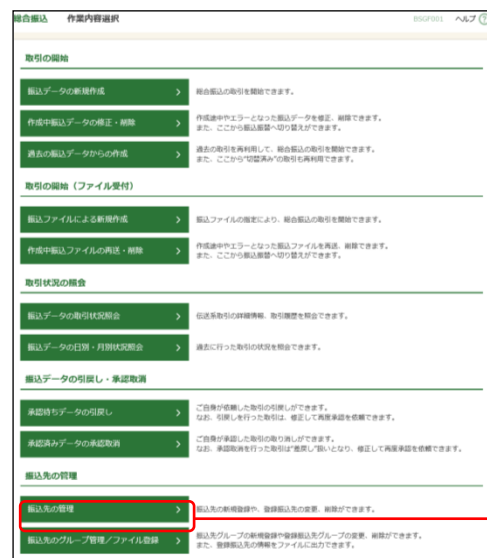 総合振込 作業内容選択 BSGF001 ヘルプ ?
取引の開始
振込データの新規作成 > 総合振込の取引を開始できます。
作成中振込データの修正・削除 > 作成途中やエラーとなった振込データを修正、削除できます。
また、ここから振込振替へ切り替えができます。
過去の振込データからの作成 > 過去の取引を再利用して、総合振込の取引を開始できます。
また、ここから"切替済み"の取引も再利用できます。
取引の開始（ファイル受付）
振込ファイルによる新規作成 > 振込ファイルの指定により、総合振込の取引を開始できます。
作成中振込ファイルの再送・削除 > 作成途中やエラーとなった振込ファイルを再送、削除できます。
また、ここから振込振替へ切り替えができます。
取引状況の照会
振込データの取引状況照会 > 伝送系取引の詳細情報、取引履歴を照会できます。
振込データの日別・月別状況照会 > 過去に行った取引の状況を照会できます。
振込データの引戻し・承認取消
承認待ちデータの引戻し > ご自身が依頼した取引の引戻しができます。
なお、引戻しを行った取引は、修正して再度承認を依頼できます。
承認済みデータの承認取消 > ご自身が承認した取引の取り消しができます。
なお、承認取消を行った取引は"差戻し"扱いとなり、修正して再度承認を依頼できます。
振込先の管理
振込先の管理 > 振込先の新規登録や、登録振込先の変更、削除ができます。
振込先のグループ管理／ファイル登録 > 振込先グループの新規登録や登録振込先グループの変更、削除ができます。
また、登録振込先の情報をファイルに出力できます。